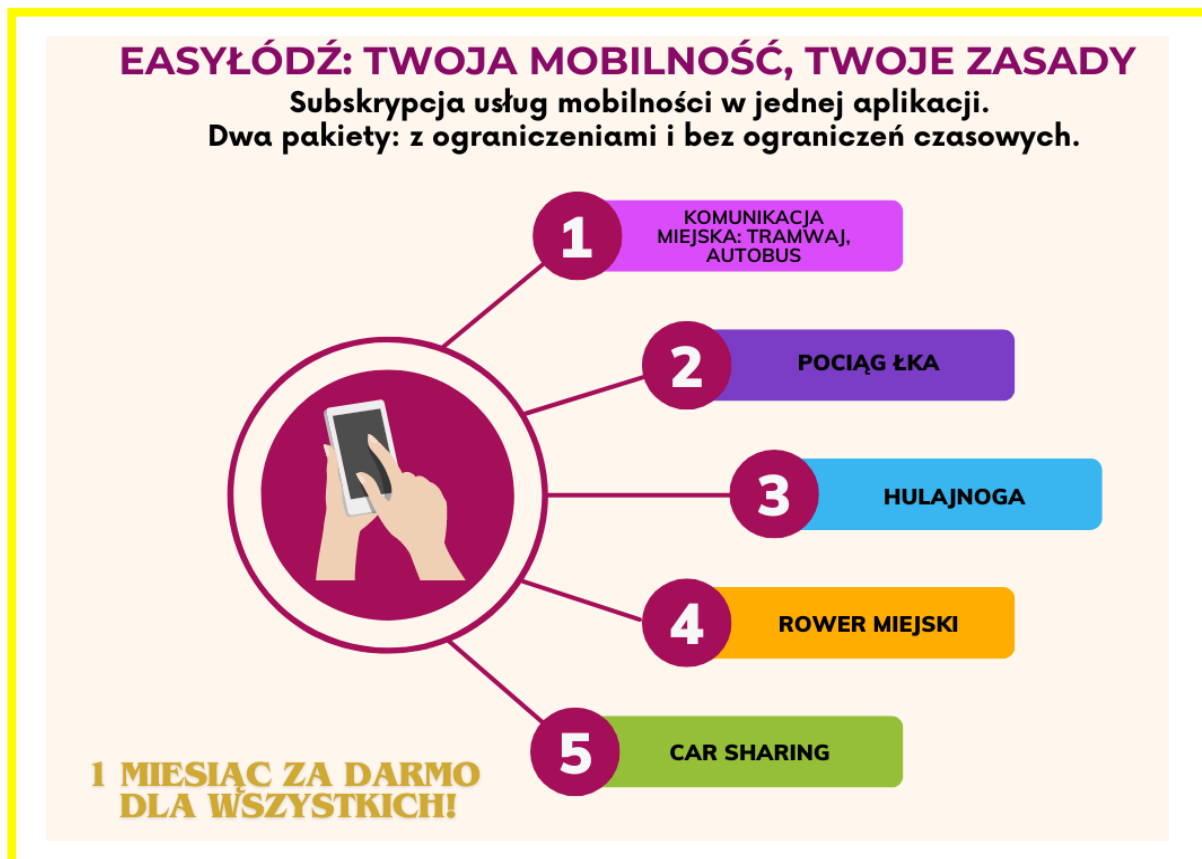 EASYŁÓDŹ: TWOJA MOBILNOŚĆ, TWOJE ZASADY
Subskrypcja usług mobilności w jednej aplikacji.
Dwa pakiety: z ograniczeniami i bez ograniczeń czasowych.
1
KOMUNIKACJA
MIEJSKA: TRAMWAJ,
AUTOBUS
2
POCIĄG ŁKA
3
HULAJNOGA
4
ROWER MIEJSKI
5
CAR SHARING
1 MIESIĄC ZA DARMO
DLA WSZYSTKICH!